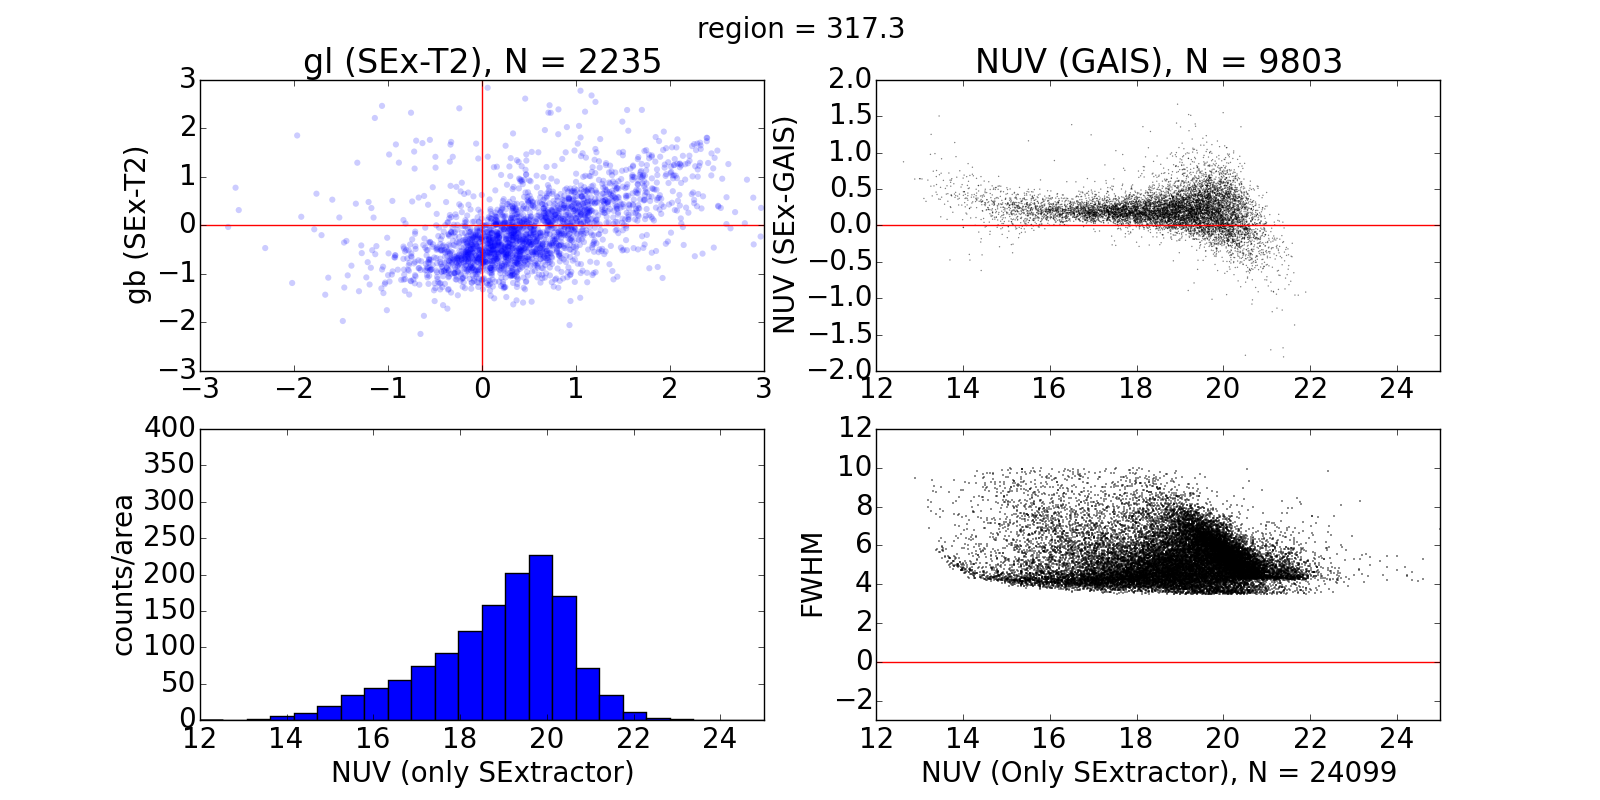 region = 317.3
gl (SEx-T2), N = 2235
3
2
1
0
−1
−2
−3
gb (SEx-T2)
−3 −2 −1 0 1 2 3
NUV (GAIS), N = 9803
2.0
1.5
1.0
0.5
0.0
−0.5
−1.0
−1.5
−2.0
NUV (SEx-GAIS)
12 14 16 18 20 22 24
400
350
300
250
200
150
100
50
0
counts/area
12 14 16 18 20 22 24
NUV (only SExtractor)
12
10
8
6
4
2
0
−2
FWHM
12 14 16 18 20 22 24
NUV (Only SExtractor), N = 24099